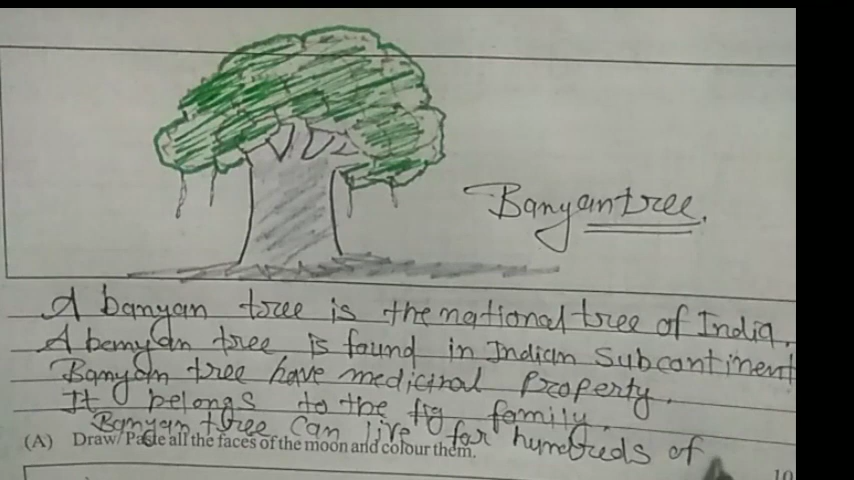 Banyan tree.
A banyan tree is the national tree of India.
A banyan tree is found in Indian Subcontinent
Banyan tree have medicinal property.
It belongs to the fig family.
Banyan tree can live for hundreds of
(A) Draw/Paste all the faces of the moon and colour them.
10